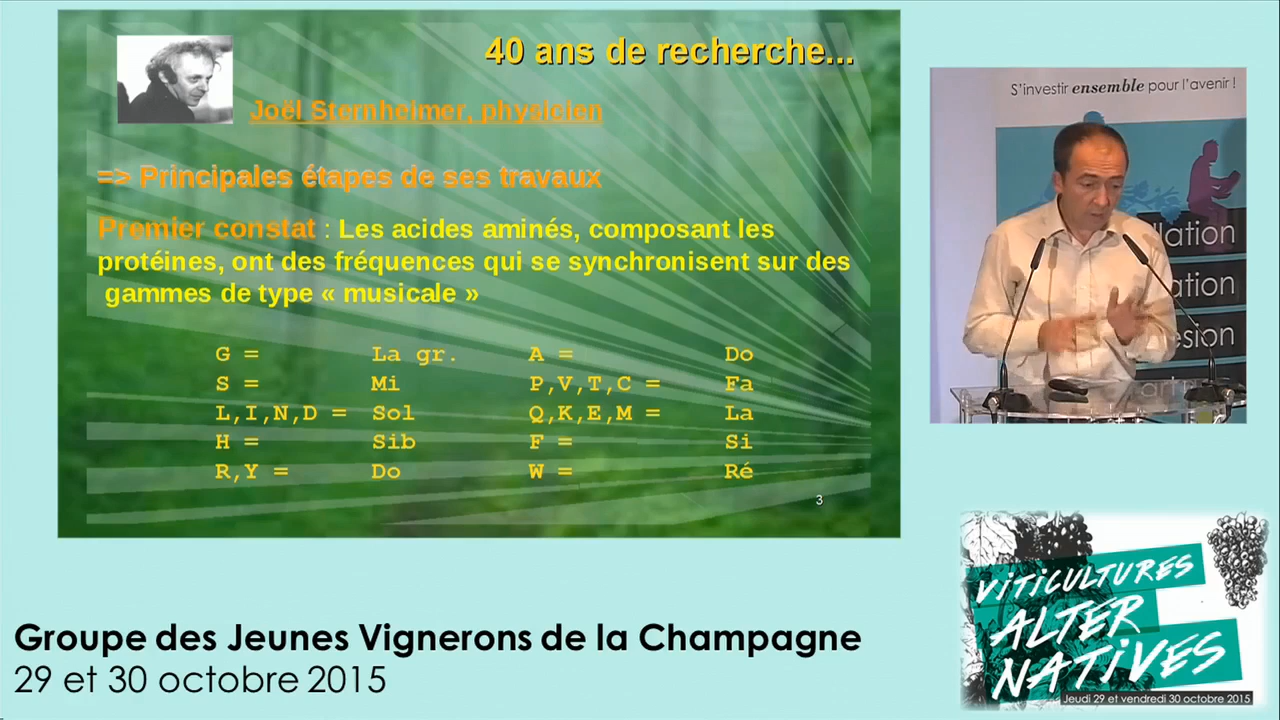 40 ans de recherche...
Joël Sternheimer, physicien
=> Principales étapes de ses travaux
Premier constat : Les acides aminés, composant les
protéines, ont des fréquences qui se synchronisent sur des
gammes de type « musicale »
G = La gr. A = Do
S = Mi P,V,T,C = Fa
L,I,N,D = Sol Q,K,E,M = La
H = Sib F = Si
R,Y = Do W = Ré
3
S'investir ensemble pour l'avenir !
Groupe des Jeunes Vignerons de la Champagne
29 et 30 octobre 2015
VITICULTURES
ALTER
NATIVES
Jeudi 29 et vendredi 30 octobre 2015